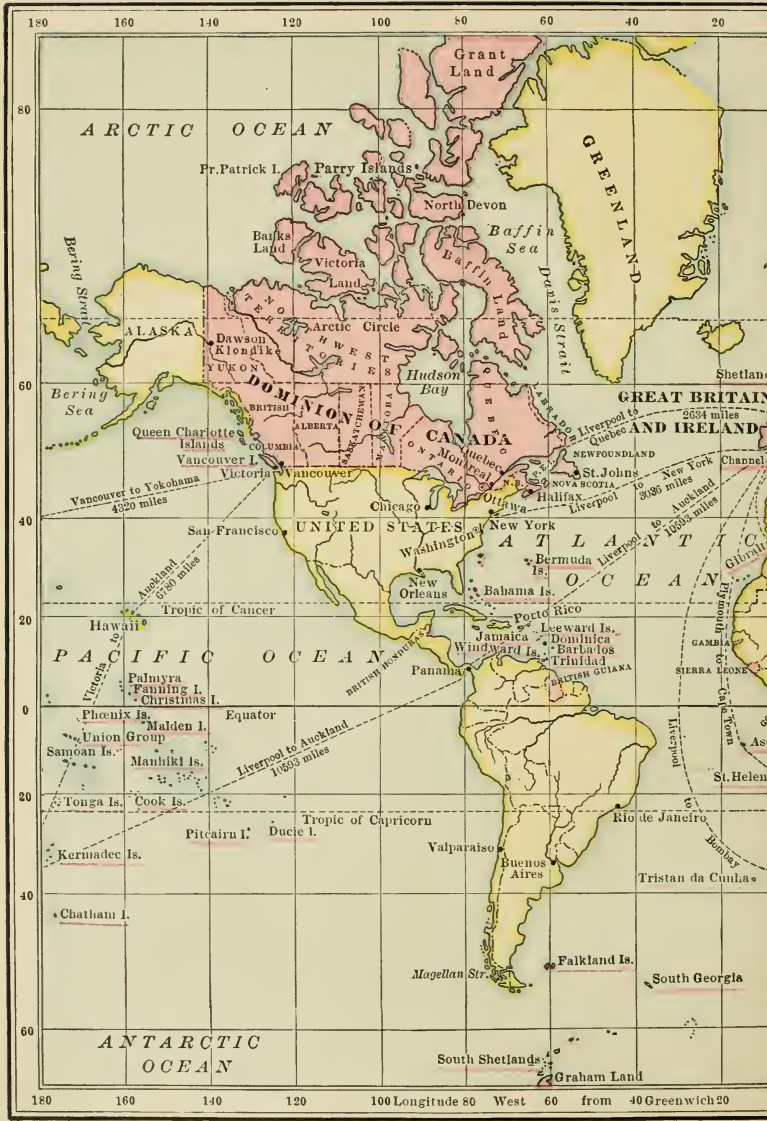 180 160 140 120 100 80 60 40 20
Grant
Land
80
ARCTIC OCEAN
Pr. Patrick I.
Parry Islands
GREENLAND
North Devon
Baffin
Sea
Banks
Land
Victoria
Land
Baffin Land
Davis Strait
Bering Strait
NORTHWEST
TERRITORIES
Arctic Circle
ALASKA
Dawson
Klondike
YUKON
Hudson
Bay
Shetland
60
Bering
Sea
DOMINION OF
CANADA
QUEBEC
LABRADOR
GREAT BRITAIN
2634 miles
AND IRELAND
Liverpool to
Quebec
BRITISH
COLUMBIA
ALBERTA
SASKATCHEWAN
MANITOBA
ONTARIO
Queen Charlotte
Islands
NEWFOUNDLAND
Vancouver I.
Quebec
Montreal
St. Johns
Channel
Victoria
Vancouver
N.B.
P.E.I.
NOVA SCOTIA
Ottawa
Halifax
Liverpool to New York
3036 miles
Vancouver to Yokohama
4320 miles
Chicago
Liverpool to Auckland
10593 miles
40
San Francisco
UNITED STATES
New York
Washington
ATLANTIC
OCEAN
Bermuda
Is.
Gibralt
New
Orleans
Bahama Is.
Victoria to Auckland
6780 miles
Tropic of Cancer
Porto Rico
20
Hawaii
Jamaica
Leeward Is.
Dominica
Windward Is.
Barbados
Trinidad
GAMBIA
PACIFIC OCEAN
BRITISH HONDURAS
Panama
BRITISH GUIANA
SIERRA LEONE
Plymouth to Cape Town
Palmyra
Fanning I.
Christmas I.
0
Phœnix Is.
Equator
Malden I.
Union Group
Samoan Is.
Manhiki Is.
Liverpool to Auckland
10593 miles
As
St. Helen
Liverpool to Bombay
20
Tonga Is.
Cook Is.
Tropic of Capricorn
Rio de Janeiro
Pitcairn I.
Ducie I.
Kermadec Is.
Valparaiso
Buenos
Aires
Tristan da Cunha
40
Chatham I.
Magellan Str.
Falkland Is.
South Georgia
60
ANTARCTIC
OCEAN
South Shetlands
Graham Land
180 160 140 120 100 Longitude 80 West 60 from 40 Greenwich 20